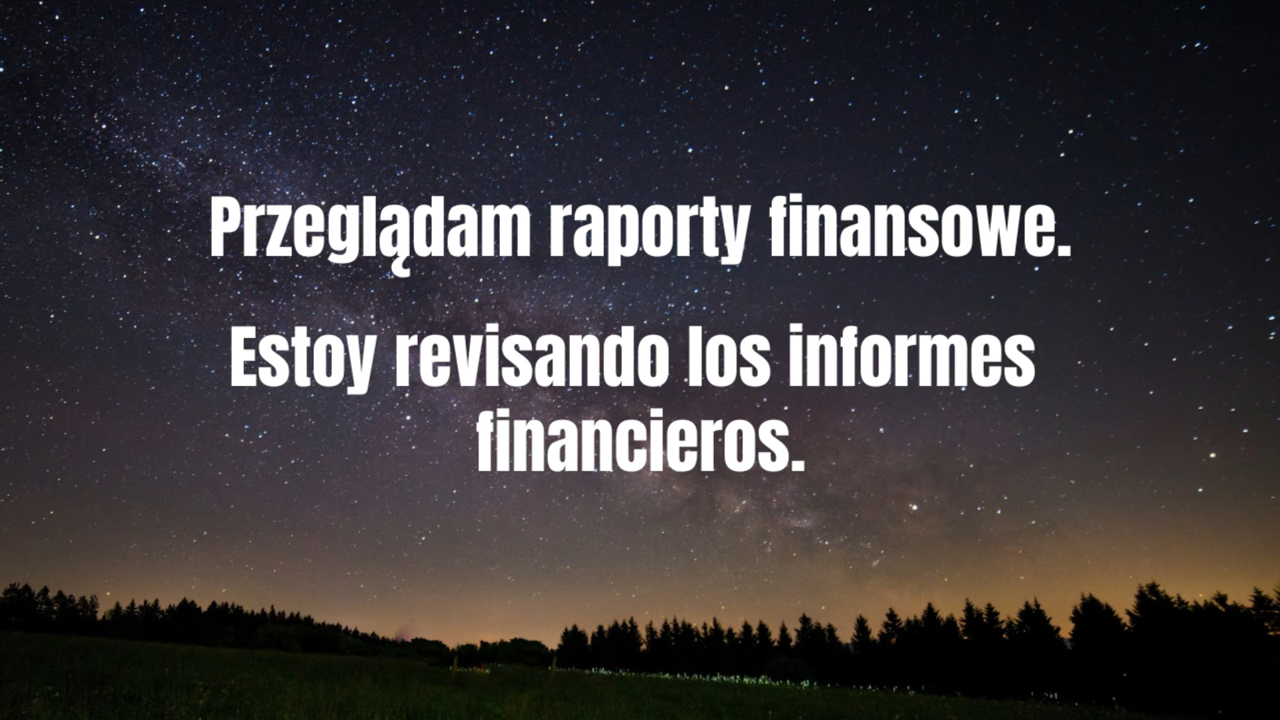 Przeglądam raporty finansowe.
Estoy revisando los informes
financieros.